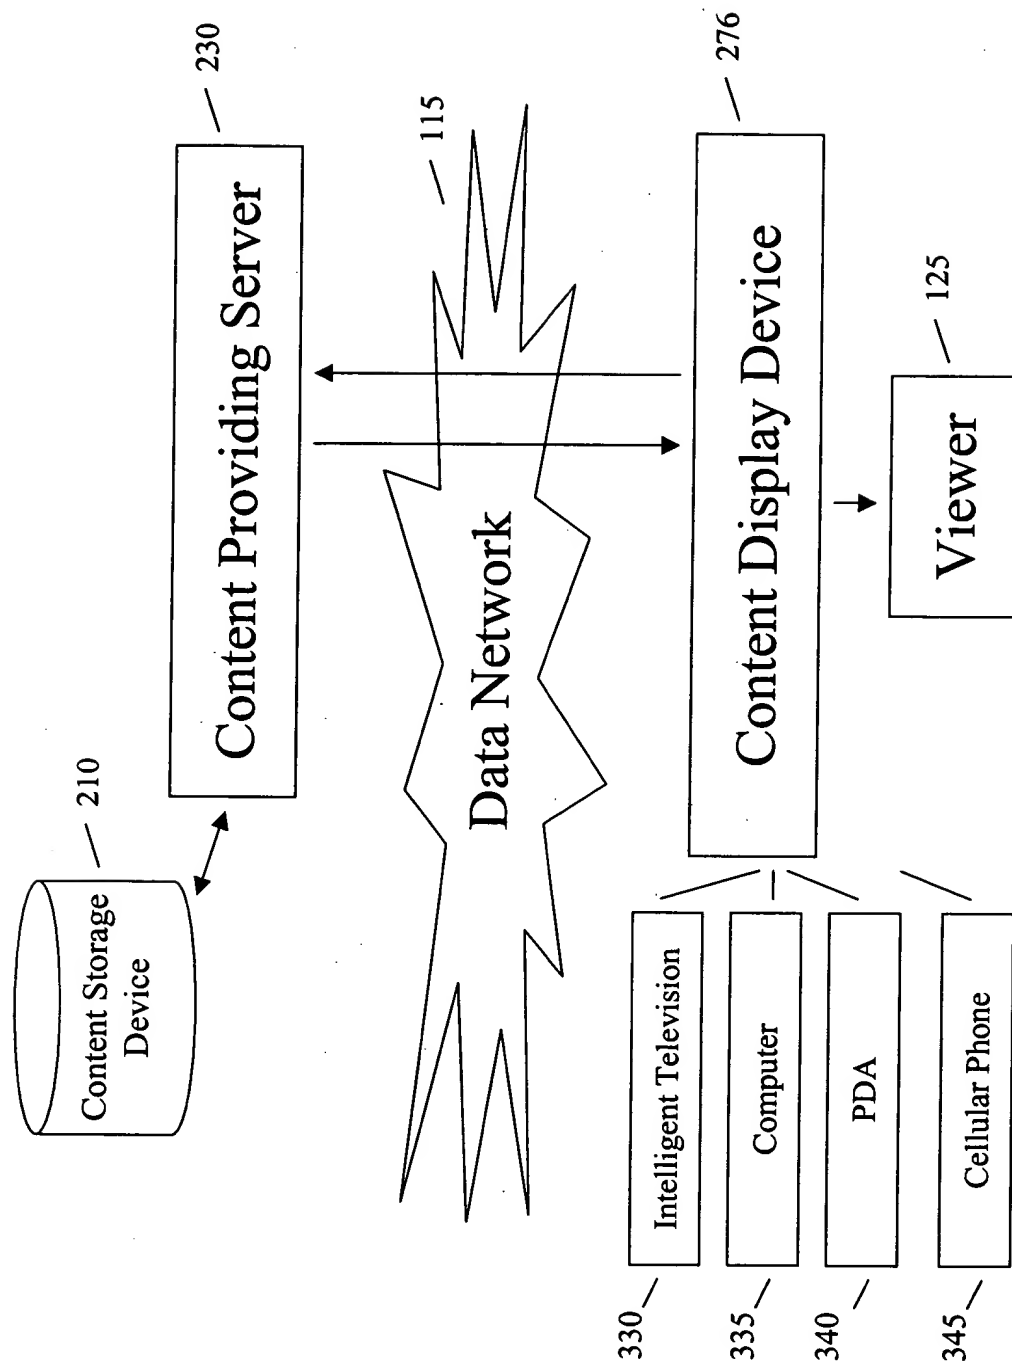 230
Content Providing Server
210
Content Storage
Device
115
Data Network
276
Content Display Device
125
Viewer
330
Intelligent Television
335
Computer
340
PDA
345
Cellular Phone